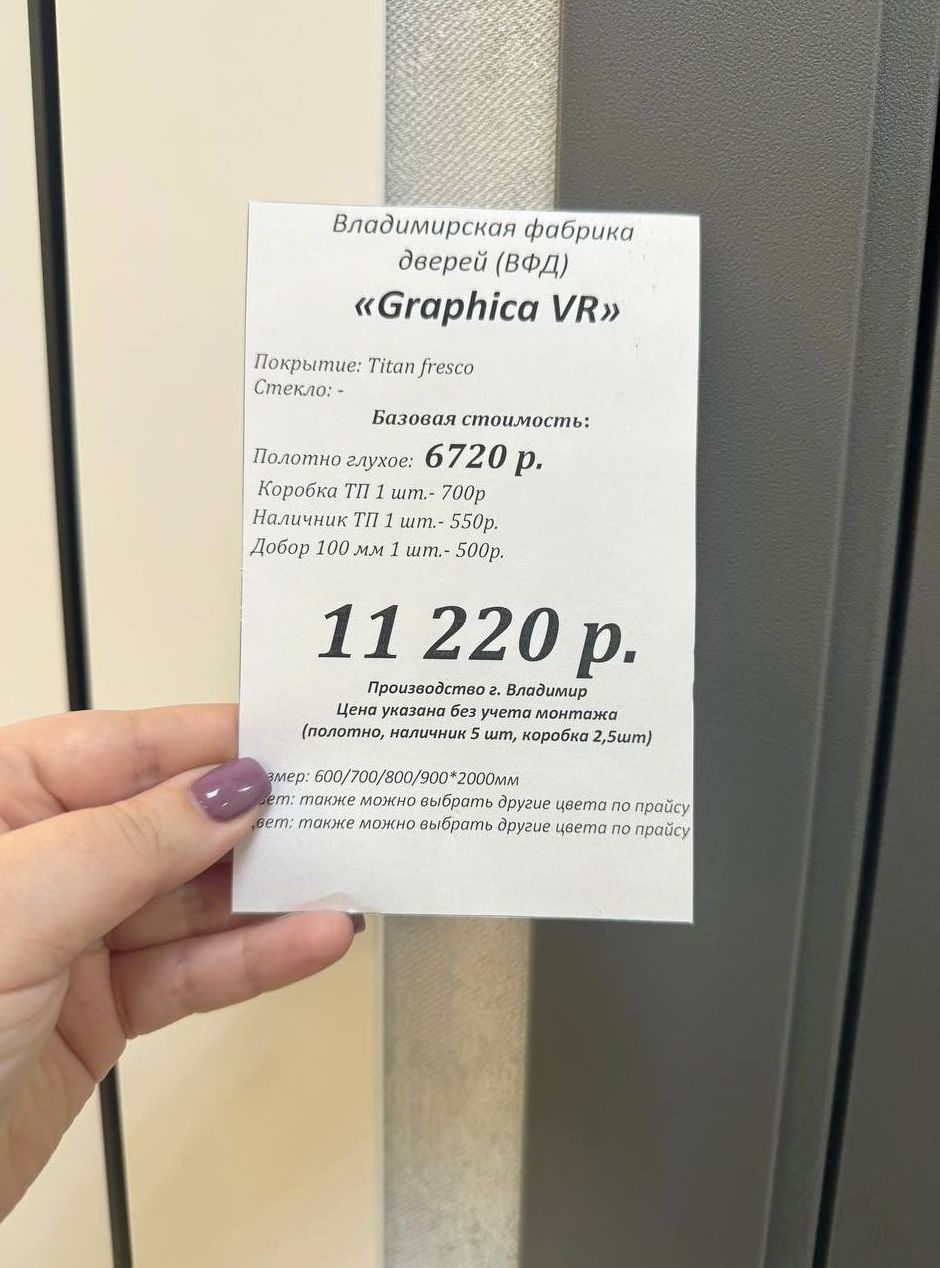 Владимирская фабрика
дверей (ВФД)
«Graphica VR»
Покрытие: Titan fresco
Стекло: -
Базовая стоимость:
Полотно глухое: 6720 р.
Коробка ТП 1 шт.- 700р
Наличник ТП 1 шт.- 550р.
Добор 100 мм 1 шт.- 500р.
11 220 р.
Производство г. Владимир
Цена указана без учета монтажа
(полотно, наличник 5 шт, коробка 2,5шт)
змер: 600/700/800/900*2000мм
вет: также можно выбрать другие цвета по прайсу
вет: также можно выбрать другие цвета по прайсу